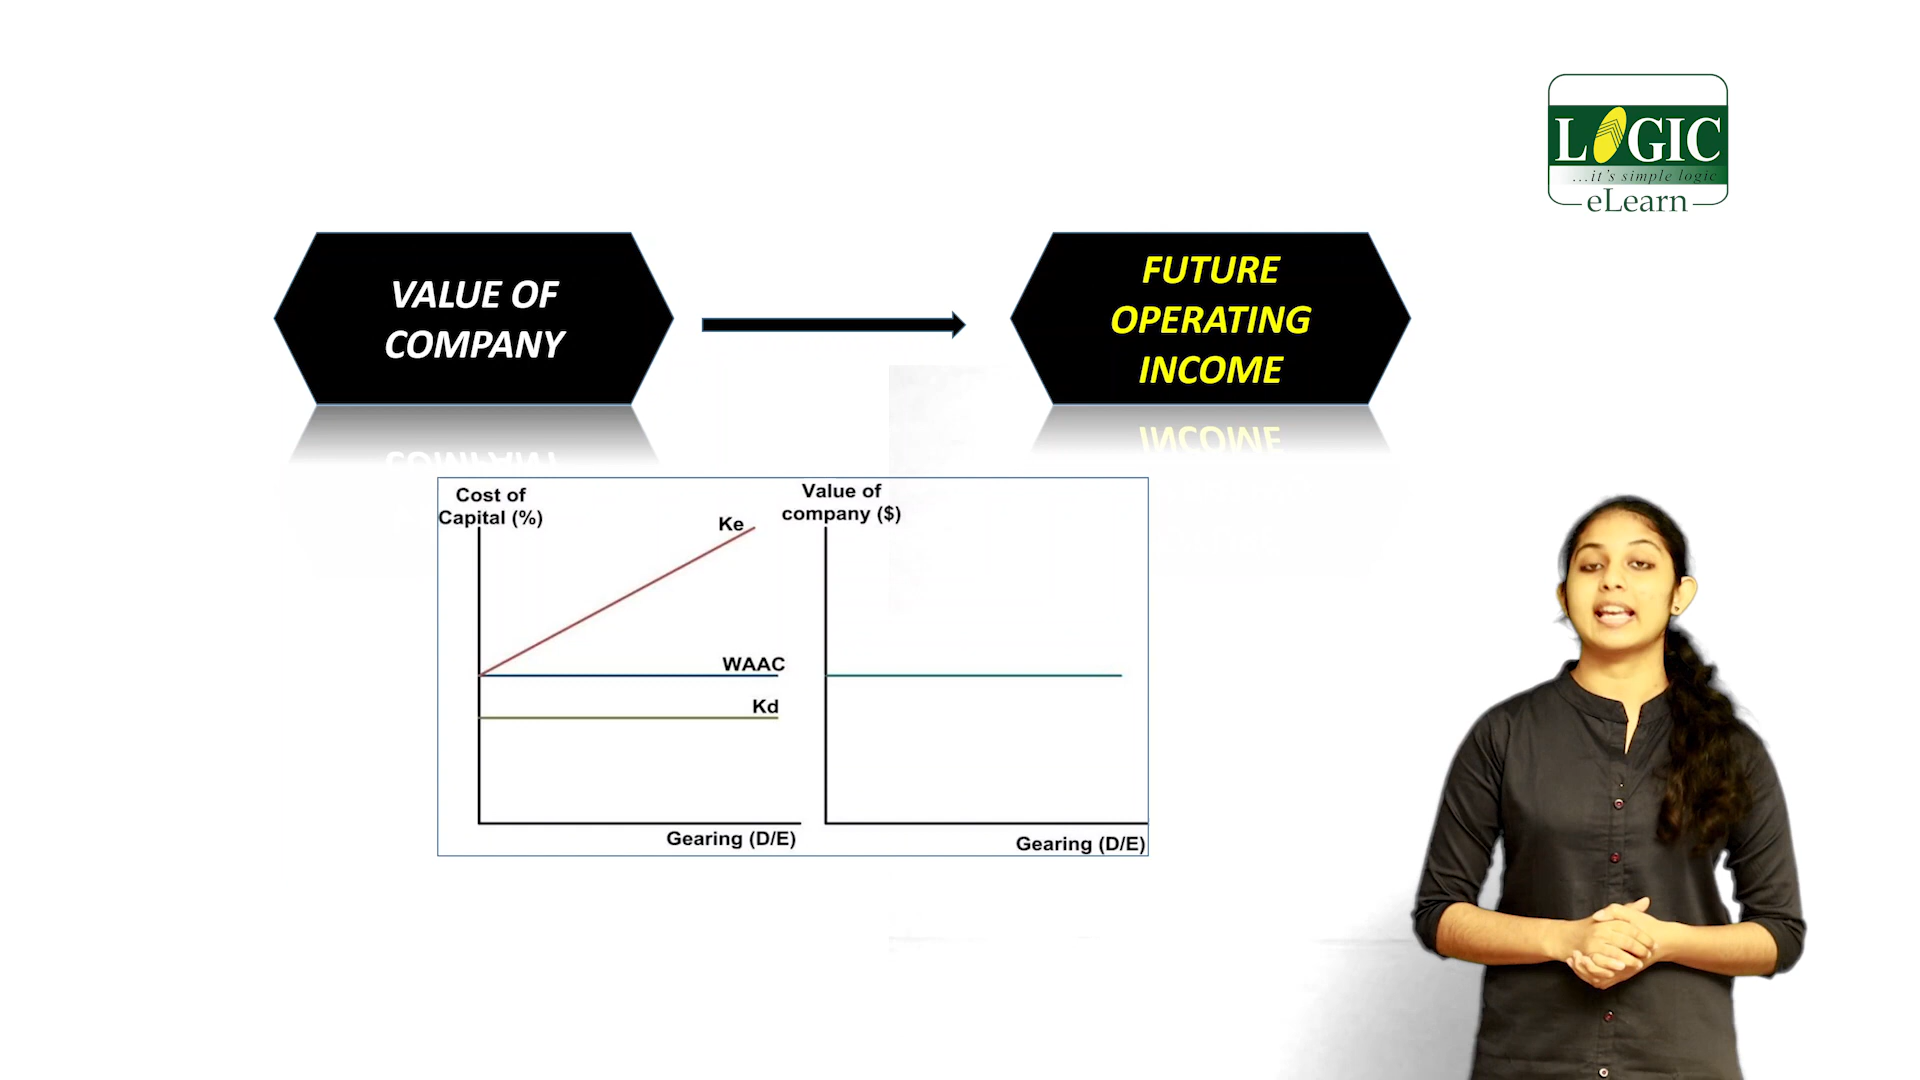 LOGIC
...it's simple logic
eLearn
VALUE OF
COMPANY
FUTURE
OPERATING
INCOME
Cost of
Capital (%)
Ke
WAAC
Kd
Gearing (D/E)
Value of
company ($)
Gearing (D/E)